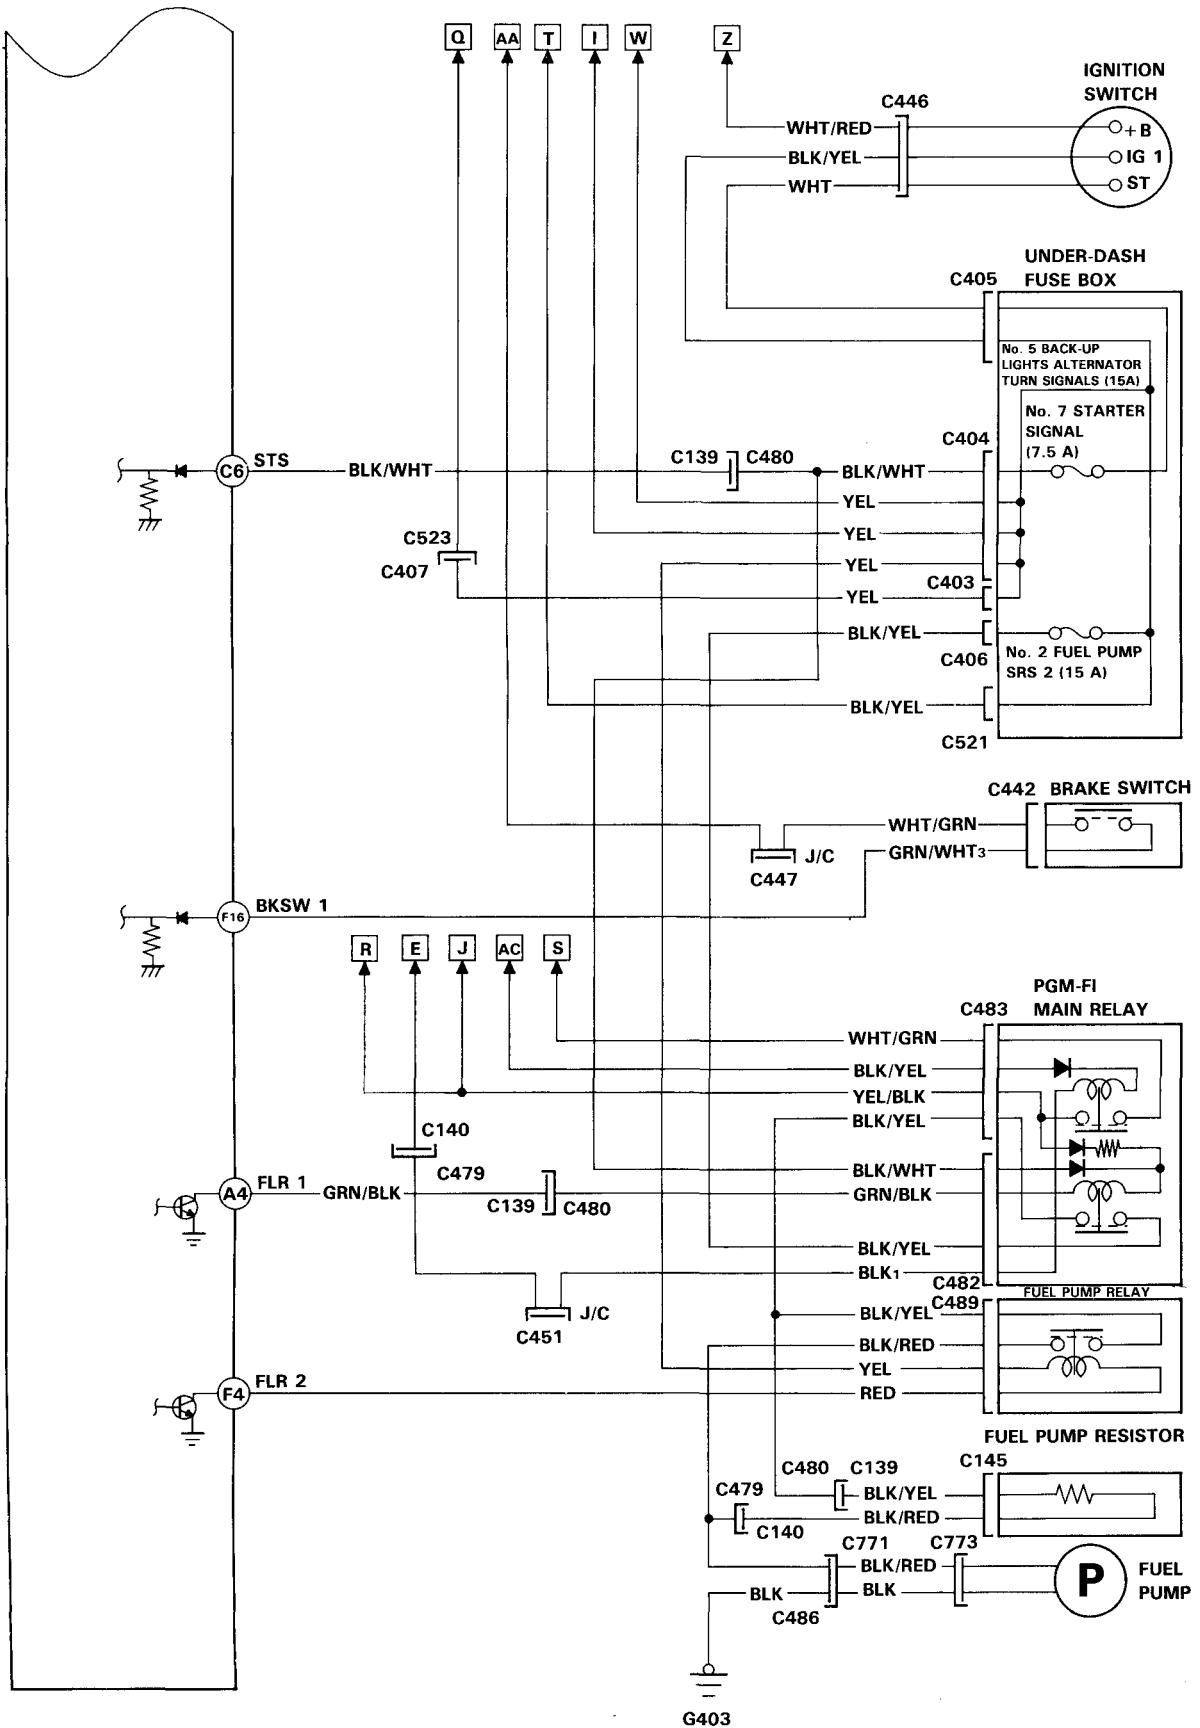 Q AA T I W Z
IGNITION
SWITCH
C446
WHT/RED
+B
BLK/YEL
IG 1
WHT
ST
UNDER-DASH
FUSE BOX
C405
No. 5 BACK-UP
LIGHTS ALTERNATOR
TURN SIGNALS (15A)
No. 7 STARTER
SIGNAL
(7.5 A)
C404
C6
STS
BLK/WHT
C139
C480
BLK/WHT
YEL
C523
YEL
C407
YEL
C403
YEL
BLK/YEL
C406
No. 2 FUEL PUMP
SRS 2 (15 A)
BLK/YEL
C521
C442
BRAKE SWITCH
WHT/GRN
J/C
GRN/WHT3
C447
F16
BKSW 1
R E J AC S
PGM-FI
MAIN RELAY
C483
WHT/GRN
BLK/YEL
YEL/BLK
BLK/YEL
C140
C479
BLK/WHT
A4
FLR 1
GRN/BLK
C139
C480
GRN/BLK
BLK/YEL
BLK1
C482
FUEL PUMP RELAY
C489
BLK/YEL
J/C
C451
BLK/RED
YEL
F4
FLR 2
RED
FUEL PUMP RESISTOR
C480
C139
C145
C479
BLK/YEL
C140
BLK/RED
C771
C773
BLK/RED
P
FUEL
PUMP
BLK
BLK
C486
G403